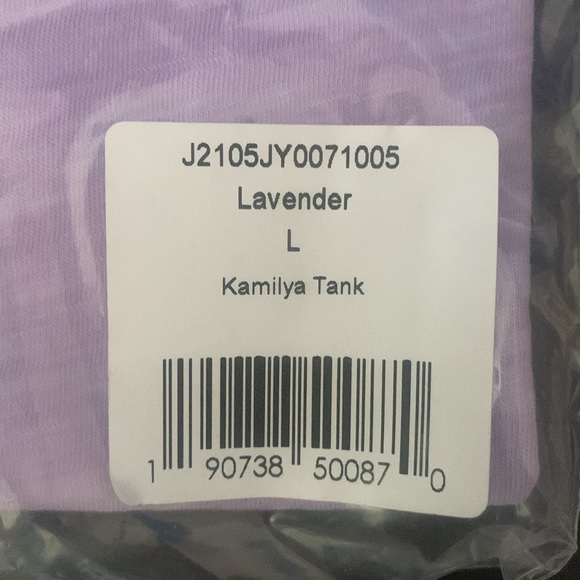 J2105JY0071005
Lavender
L
Kamilya Tank
1 90738 50087 0